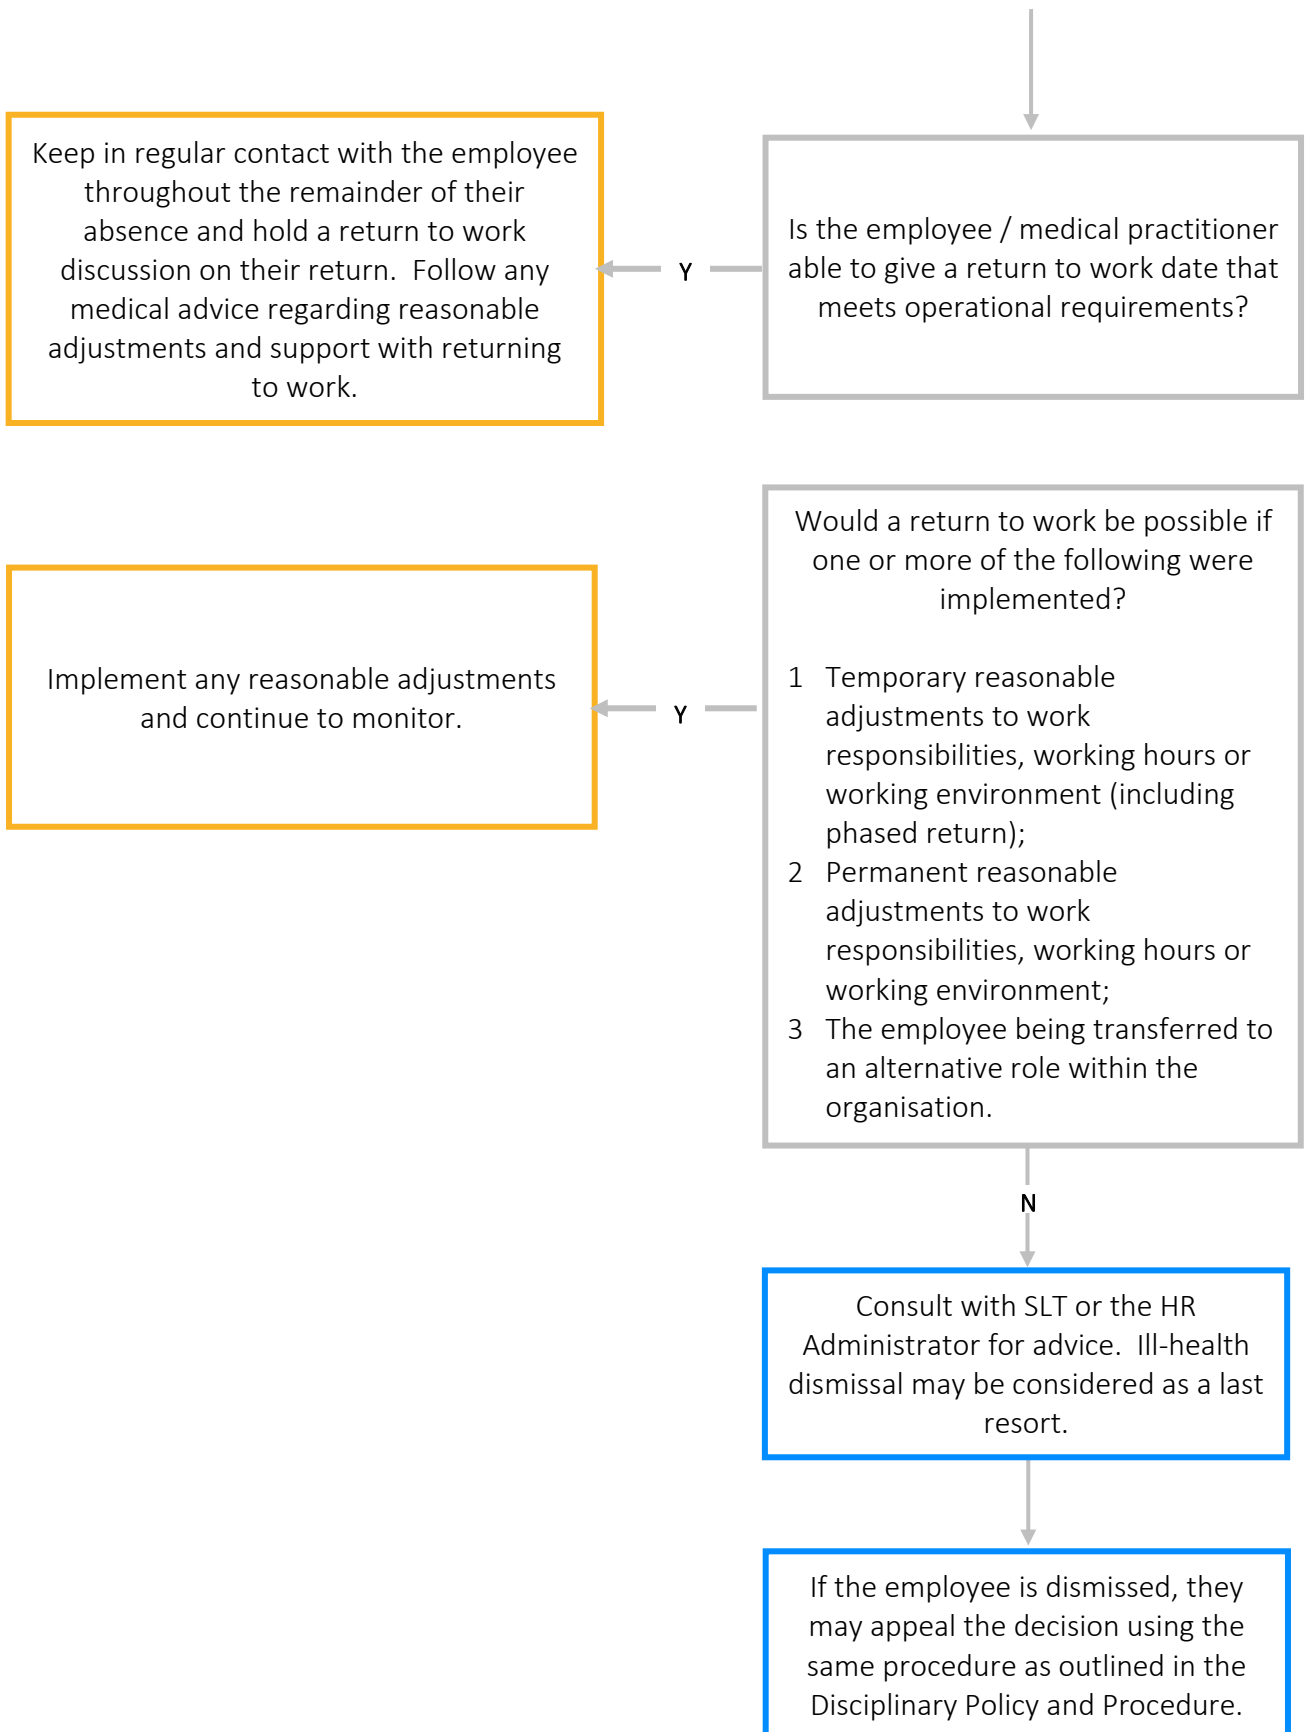 Keep in regular contact with the employee
throughout the remainder of their
absence and hold a return to work
discussion on their return.  Follow any
medical advice regarding reasonable
adjustments and support with returning
to work.
Y
Is the employee / medical practitioner
able to give a return to work date that
meets operational requirements?
Implement any reasonable adjustments
and continue to monitor.
Y
Would a return to work be possible if
one or more of the following were
implemented?
1 Temporary reasonable
adjustments to work
responsibilities, working hours or
working environment (including
phased return);
2 Permanent reasonable
adjustments to work
responsibilities, working hours or
working environment;
3 The employee being transferred to
an alternative role within the
organisation.
N
Consult with SLT or the HR
Administrator for advice.  Ill-health
dismissal may be considered as a last
resort.
If the employee is dismissed, they
may appeal the decision using the
same procedure as outlined in the
Disciplinary Policy and Procedure.